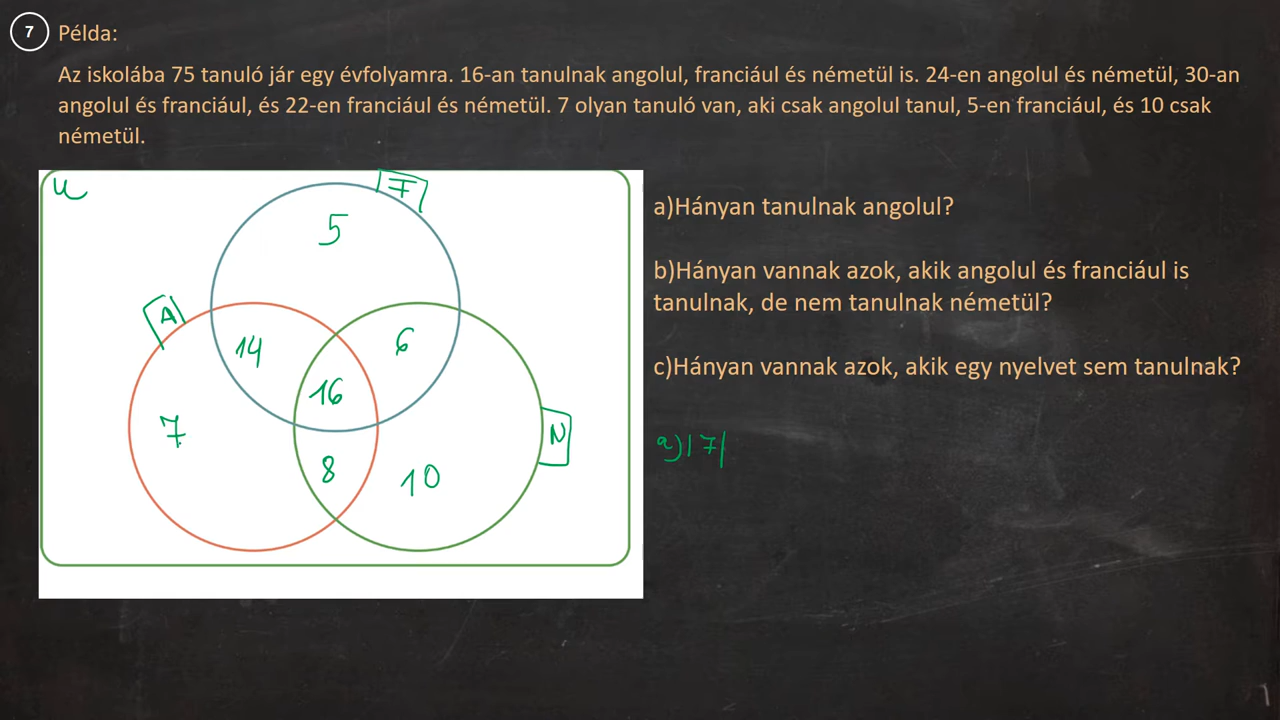 7
Példa:
Az iskolába 75 tanuló jár egy évfolyamra. 16-an tanulnak angolul, franciául és németül is. 24-en angolul és németül, 30-an
angolul és franciául, és 22-en franciául és németül. 7 olyan tanuló van, aki csak angolul tanul, 5-en franciául, és 10 csak
németül.
U
F
5
A
14
6
16
7
N
8
10
a)Hányan tanulnak angolul?
b)Hányan vannak azok, akik angolul és franciául is
tanulnak, de nem tanulnak németül?
c)Hányan vannak azok, akik egy nyelvet sem tanulnak?
a) | 7 |